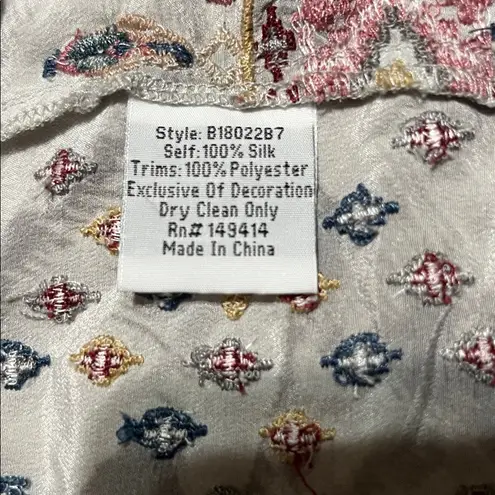 Style: B18022B7
Self: 100% Silk
Trims: 100% Polyester
Exclusive Of Decoration
Dry Clean Only
Rn# 149414
Made In China